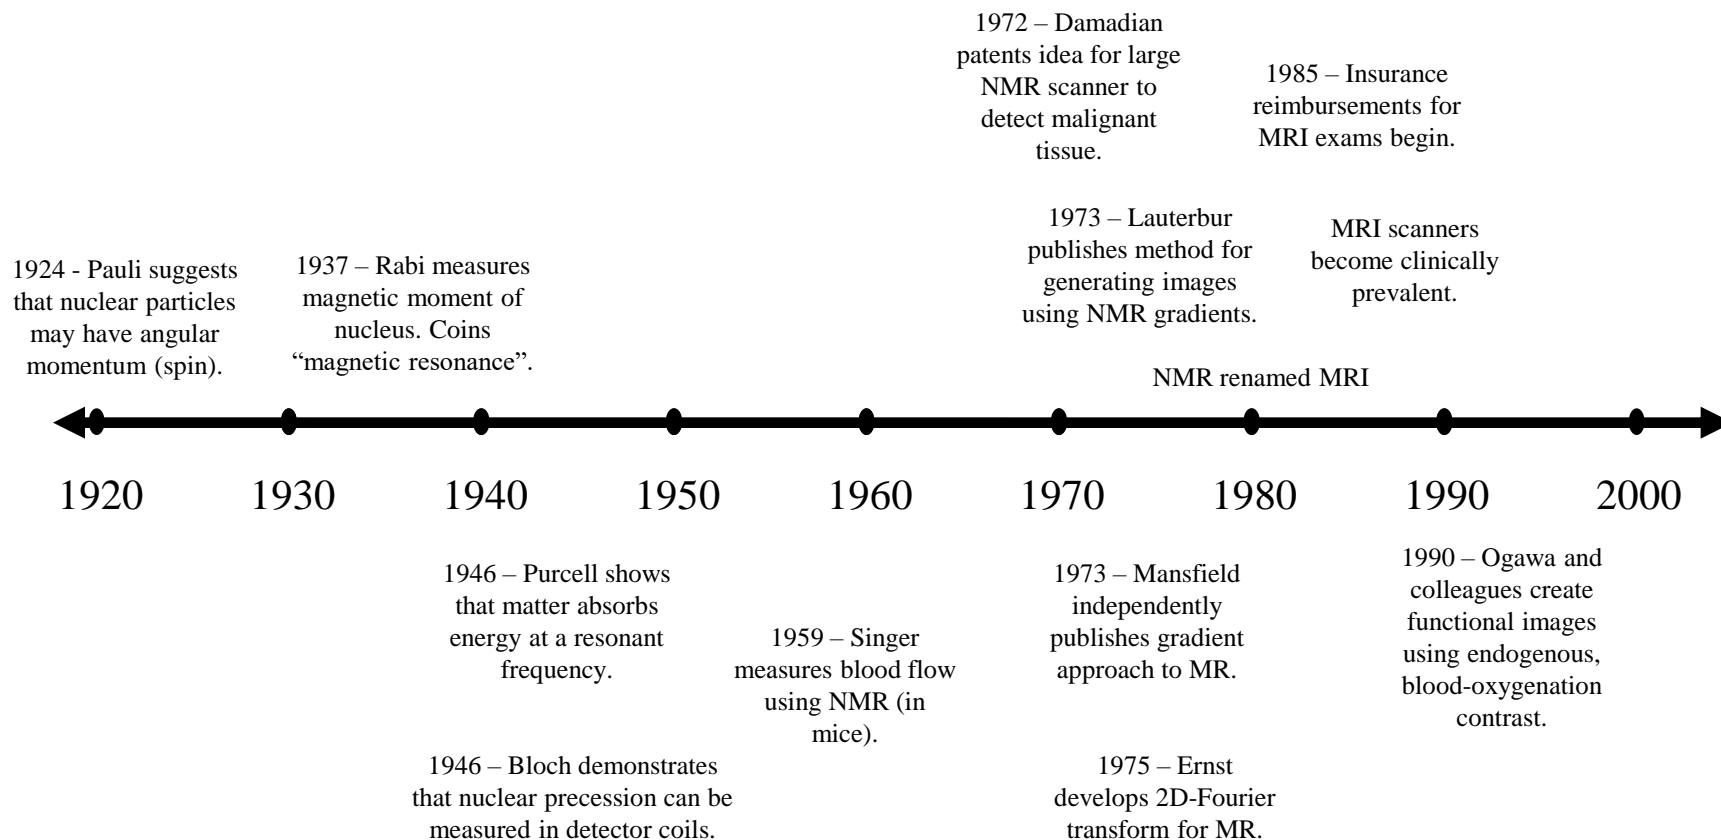 1972 – Damadian
patents idea for large
NMR scanner to
detect malignant
tissue.
1985 – Insurance
reimbursements for
MRI exams begin.
1924 - Pauli suggests
that nuclear particles
may have angular
momentum (spin).
1937 – Rabi measures
magnetic moment of
nucleus. Coins
“magnetic resonance”.
1973 – Lauterbur
publishes method for
generating images
using NMR gradients.
MRI scanners
become clinically
prevalent.
NMR renamed MRI
1920 1930 1940 1950 1960 1970 1980 1990 2000
1946 – Purcell shows
that matter absorbs
energy at a resonant
frequency.
1946 – Bloch demonstrates
that nuclear precession can be
measured in detector coils.
1959 – Singer
measures blood flow
using NMR (in
mice).
1973 – Mansfield
independently
publishes gradient
approach to MR.
1975 – Ernst
develops 2D-Fourier
transform for MR.
1990 – Ogawa and
colleagues create
functional images
using endogenous,
blood-oxygenation
contrast.